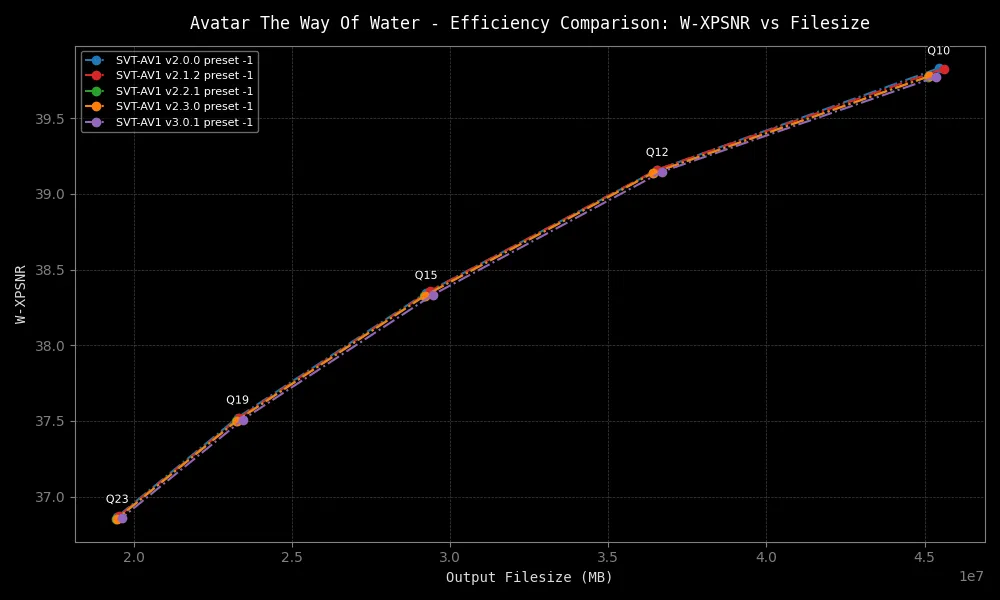 Avatar The Way Of Water - Efficiency Comparison: W-XPSNR vs Filesize
SVT-AV1 v2.0.0 preset -1
SVT-AV1 v2.1.2 preset -1
SVT-AV1 v2.2.1 preset -1
SVT-AV1 v2.3.0 preset -1
SVT-AV1 v3.0.1 preset -1
Q10
Q12
Q15
Q19
Q23
39.5
39.0
38.5
38.0
37.5
37.0
W-XPSNR
2.0 2.5 3.0 3.5 4.0 4.5
1e7
Output Filesize (MB)